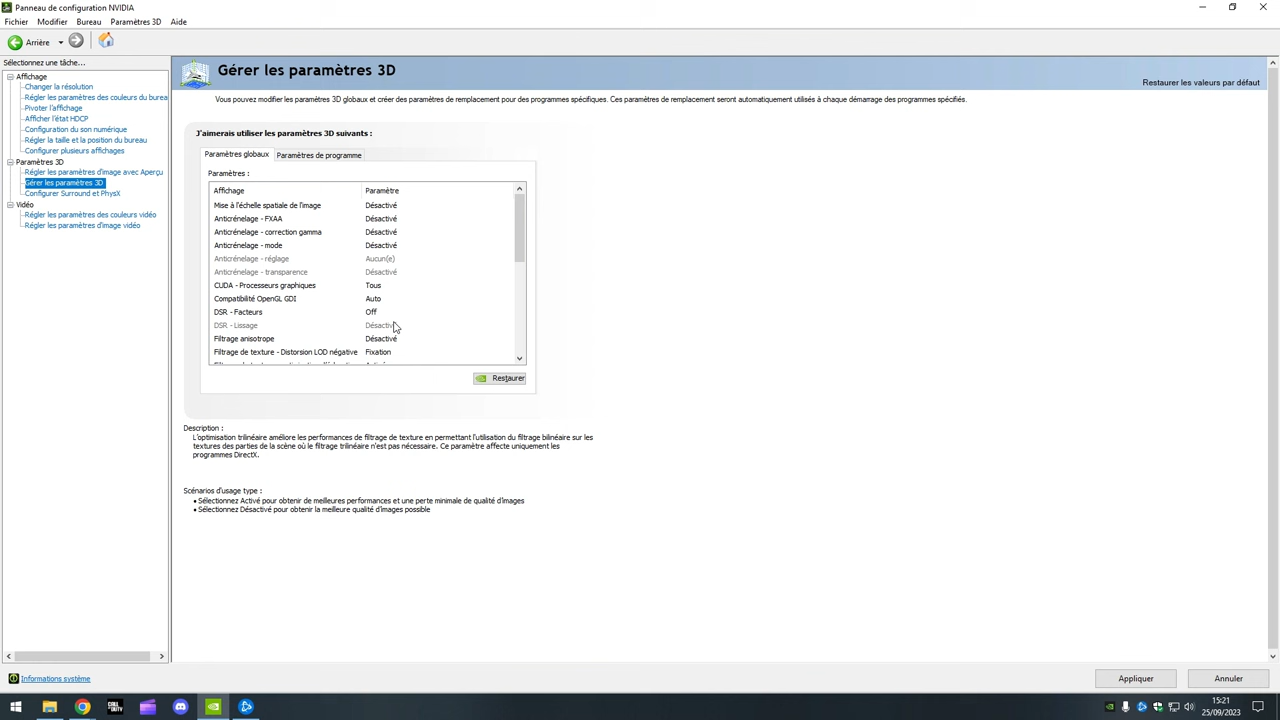 Panneau de configuration NVIDIA
Fichier Modifier Bureau Paramètres 3D Aide
Arrière
Sélectionnez une tâche...
Affichage
Changer la résolution
Régler les paramètres des couleurs du burea
Pivoter l'affichage
Afficher l'état HDCP
Configuration du son numérique
Régler la taille et la position du bureau
Configurer plusieurs affichages
Paramètres 3D
Régler les paramètres d'image avec Aperçu
Gérer les paramètres 3D
Configurer Surround et PhysX
Vidéo
Régler les paramètres des couleurs vidéo
Régler les paramètres d'image vidéo
Informations système
Gérer les paramètres 3D
Restaurer les valeurs par défaut
Vous pouvez modifier les paramètres 3D globaux et créer des paramètres de remplacement pour des programmes spécifiques. Ces paramètres de remplacement seront automatiquement utilisés à chaque démarrage des programmes spécifiés.
J'aimerais utiliser les paramètres 3D suivants :
Paramètres globaux Paramètres de programme
Paramètres :
Affichage Paramètre
Mise à l'échelle spatiale de l'image Désactivé
Anticrénelage - FXAA Désactivé
Anticrénelage - correction gamma Désactivé
Anticrénelage - mode Désactivé
Anticrénelage - réglage Aucun(e)
Anticrénelage - transparence Désactivé
CUDA - Processeurs graphiques Tous
Compatibilité OpenGL GDI Auto
DSR - Facteurs Off
DSR - Lissage Désactivé
Filtrage anisotrope Désactivé
Filtrage de texture - Distorsion LOD négative Fixation
Restaurer
Description :
L'optimisation trilinéaire améliore les performances de filtrage de texture en permettant l'utilisation du filtrage bilinéaire sur les
textures des parties de la scène où le filtrage trilinéaire n'est pas nécessaire. Ce paramètre affecte uniquement les
programmes DirectX.
Scénarios d'usage type :
• Sélectionnez Activé pour obtenir de meilleures performances et une perte minimale de qualité d'images
• Sélectionnez Désactivé pour obtenir la meilleure qualité d'images possible
Appliquer Annuler
15:21
25/09/2023